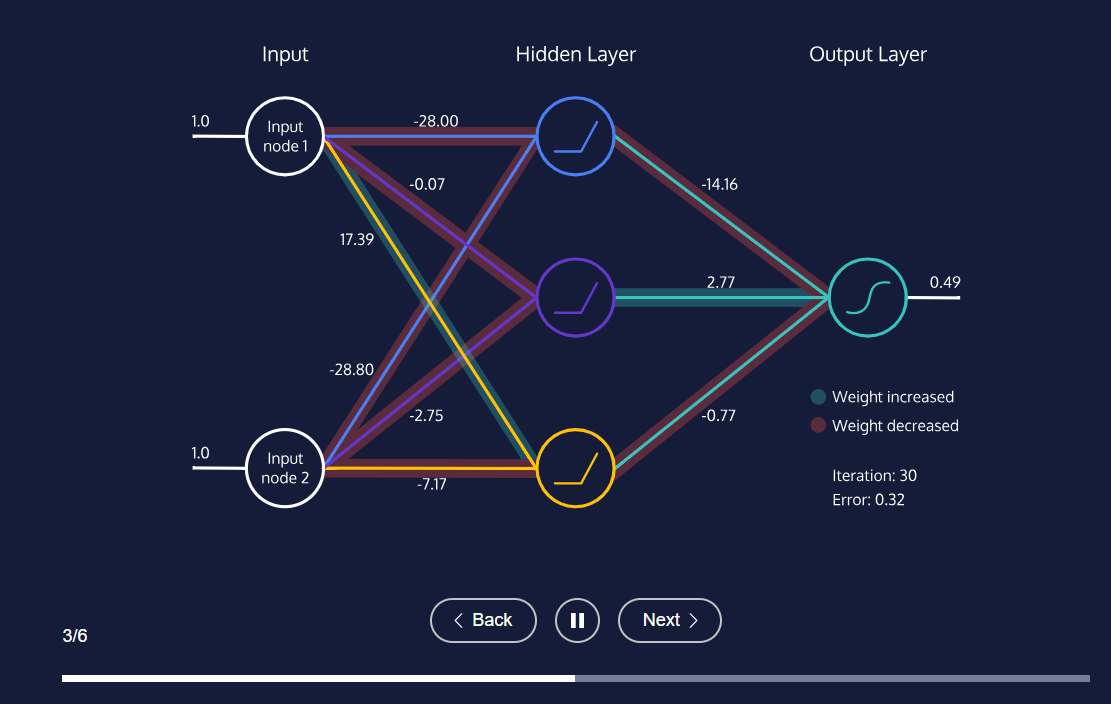 Input
Hidden Layer
Output Layer
1.0
Input
node 1
-28.00
-0.07
17.39
-14.16
2.77
0.49
-28.80
-2.75
-0.77
Weight increased
Weight decreased
1.0
Input
node 2
-7.17
Iteration: 30
Error: 0.32
Back
Next
3/6